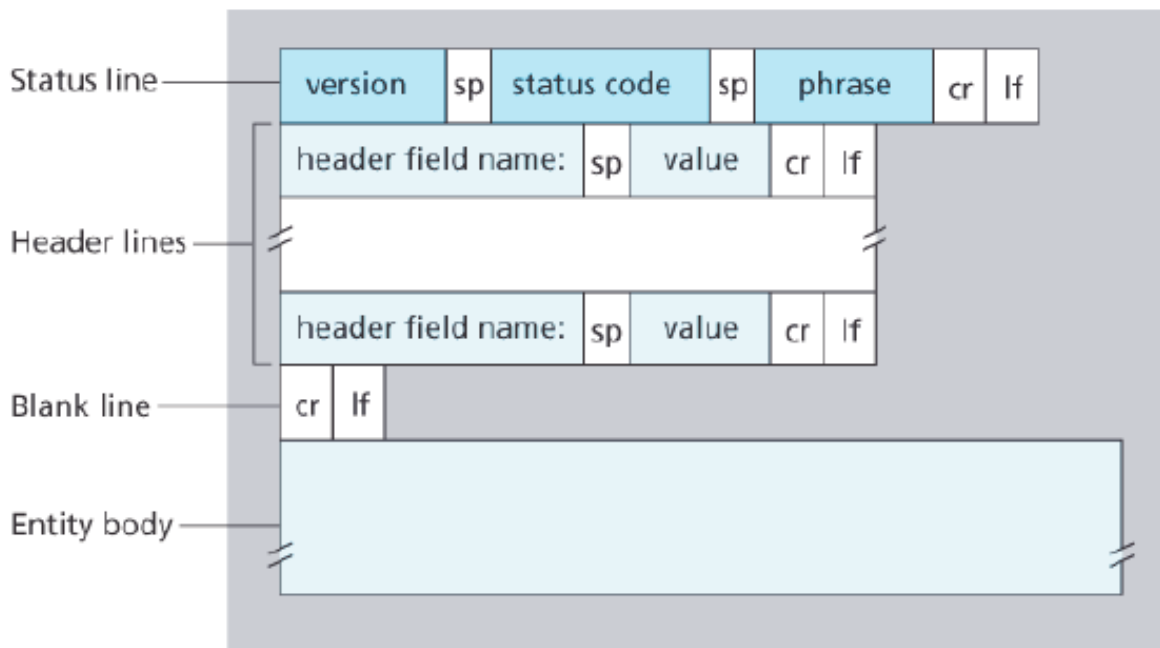 Status line
version sp status code sp phrase cr lf
header field name: sp value cr lf
Header lines
header field name: sp value cr lf
Blank line
cr lf
Entity body